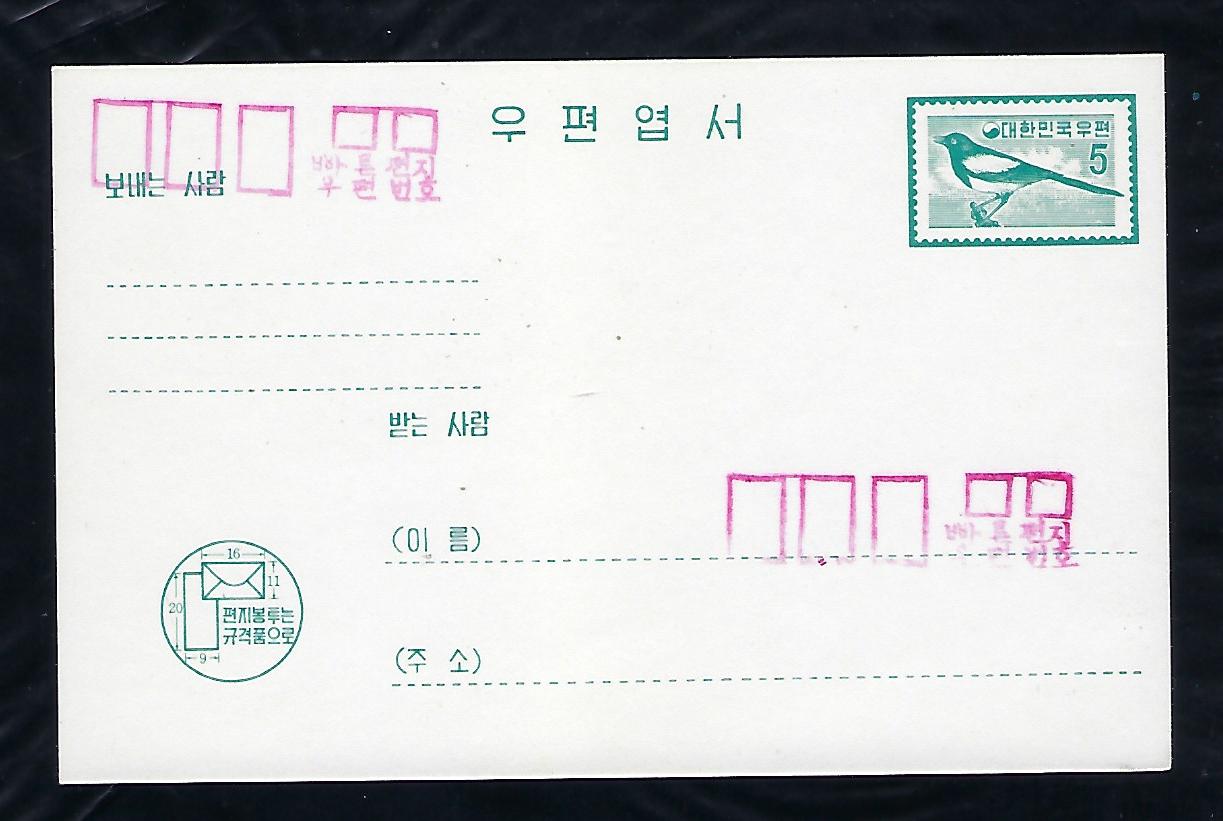 우편엽서
대한민국우편
5
보내는 사람
빠른편지
우편번호
받는 사람
(이 름)
빠른편지
우편번호
16
11
20
편지봉투는
규격품으로
9
(주 소)